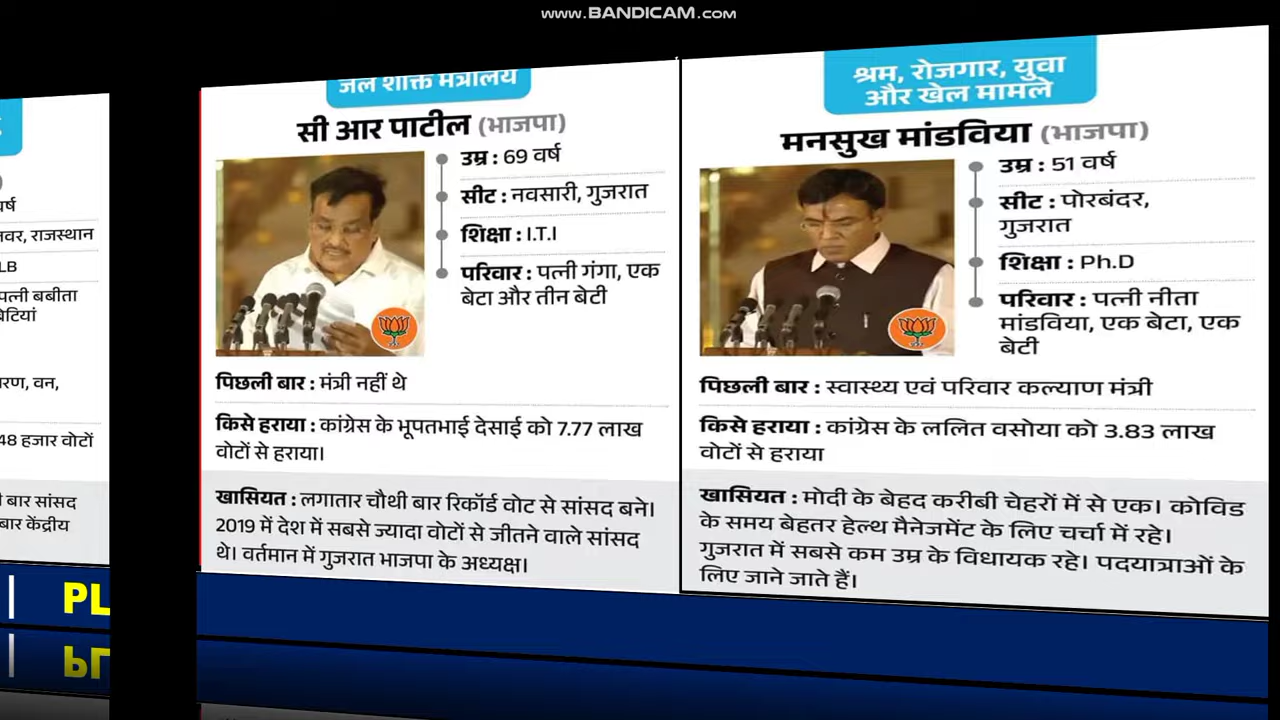 www.BANDICAM.com
र्ष
राजस्थान
LB
पत्नी बबीता
वन,
48 हजार वोटों
बार सांसद
बार केंद्रीय
PL
जल शक्ति मंत्रालय
सी आर पाटील (भाजपा)
उम्र : 69 वर्ष
सीट : नवसारी, गुजरात
शिक्षा : I.T.I
परिवार : पत्नी गंगा, एक
बेटा और तीन बेटी
पिछली बार : मंत्री नहीं थे
किसे हराया : कांग्रेस के भूपतभाई देसाई को 7.77 लाख
वोटों से हराया।
खासियत : लगातार चौथी बार रिकॉर्ड वोट से सांसद बने।
2019 में देश में सबसे ज्यादा वोटों से जीतने वाले सांसद
थे। वर्तमान में गुजरात भाजपा के अध्यक्ष।
श्रम, रोजगार, युवा
और खेल मामले
मनसुख मांडविया (भाजपा)
उम्र : 51 वर्ष
सीट : पोरबंदर,
गुजरात
शिक्षा : Ph.D
परिवार : पत्नी नीता
मांडविया, एक बेटा, एक
बेटी
पिछली बार : स्वास्थ्य एवं परिवार कल्याण मंत्री
किसे हराया : कांग्रेस के ललित वसोया को 3.83 लाख
वोटों से हराया
खासियत : मोदी के बेहद करीबी चेहरों में से एक। कोविड
के समय बेहतर हेल्थ मैनेजमेंट के लिए चर्चा में रहे।
गुजरात में सबसे कम उम्र के विधायक रहे। पदयात्राओं के
लिए जाने जाते हैं।